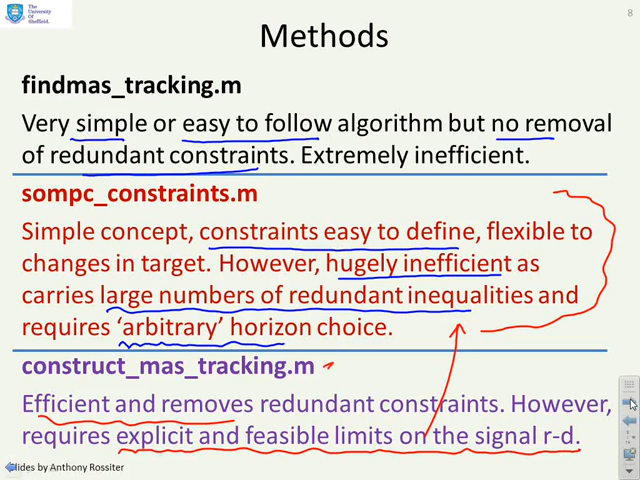 The
University
Of
Sheffield.
8
Methods
findmas_tracking.m
Very simple or easy to follow algorithm but no removal
of redundant constraints. Extremely inefficient.
sompc_constraints.m
Simple concept, constraints easy to define, flexible to
changes in target. However, hugely inefficient as
carries large numbers of redundant inequalities and
requires ‘arbitrary’ horizon choice.
construct_mas_tracking.m
Efficient and removes redundant constraints. However,
requires explicit and feasible limits on the signal r-d.
Slides by Anthony Rossiter